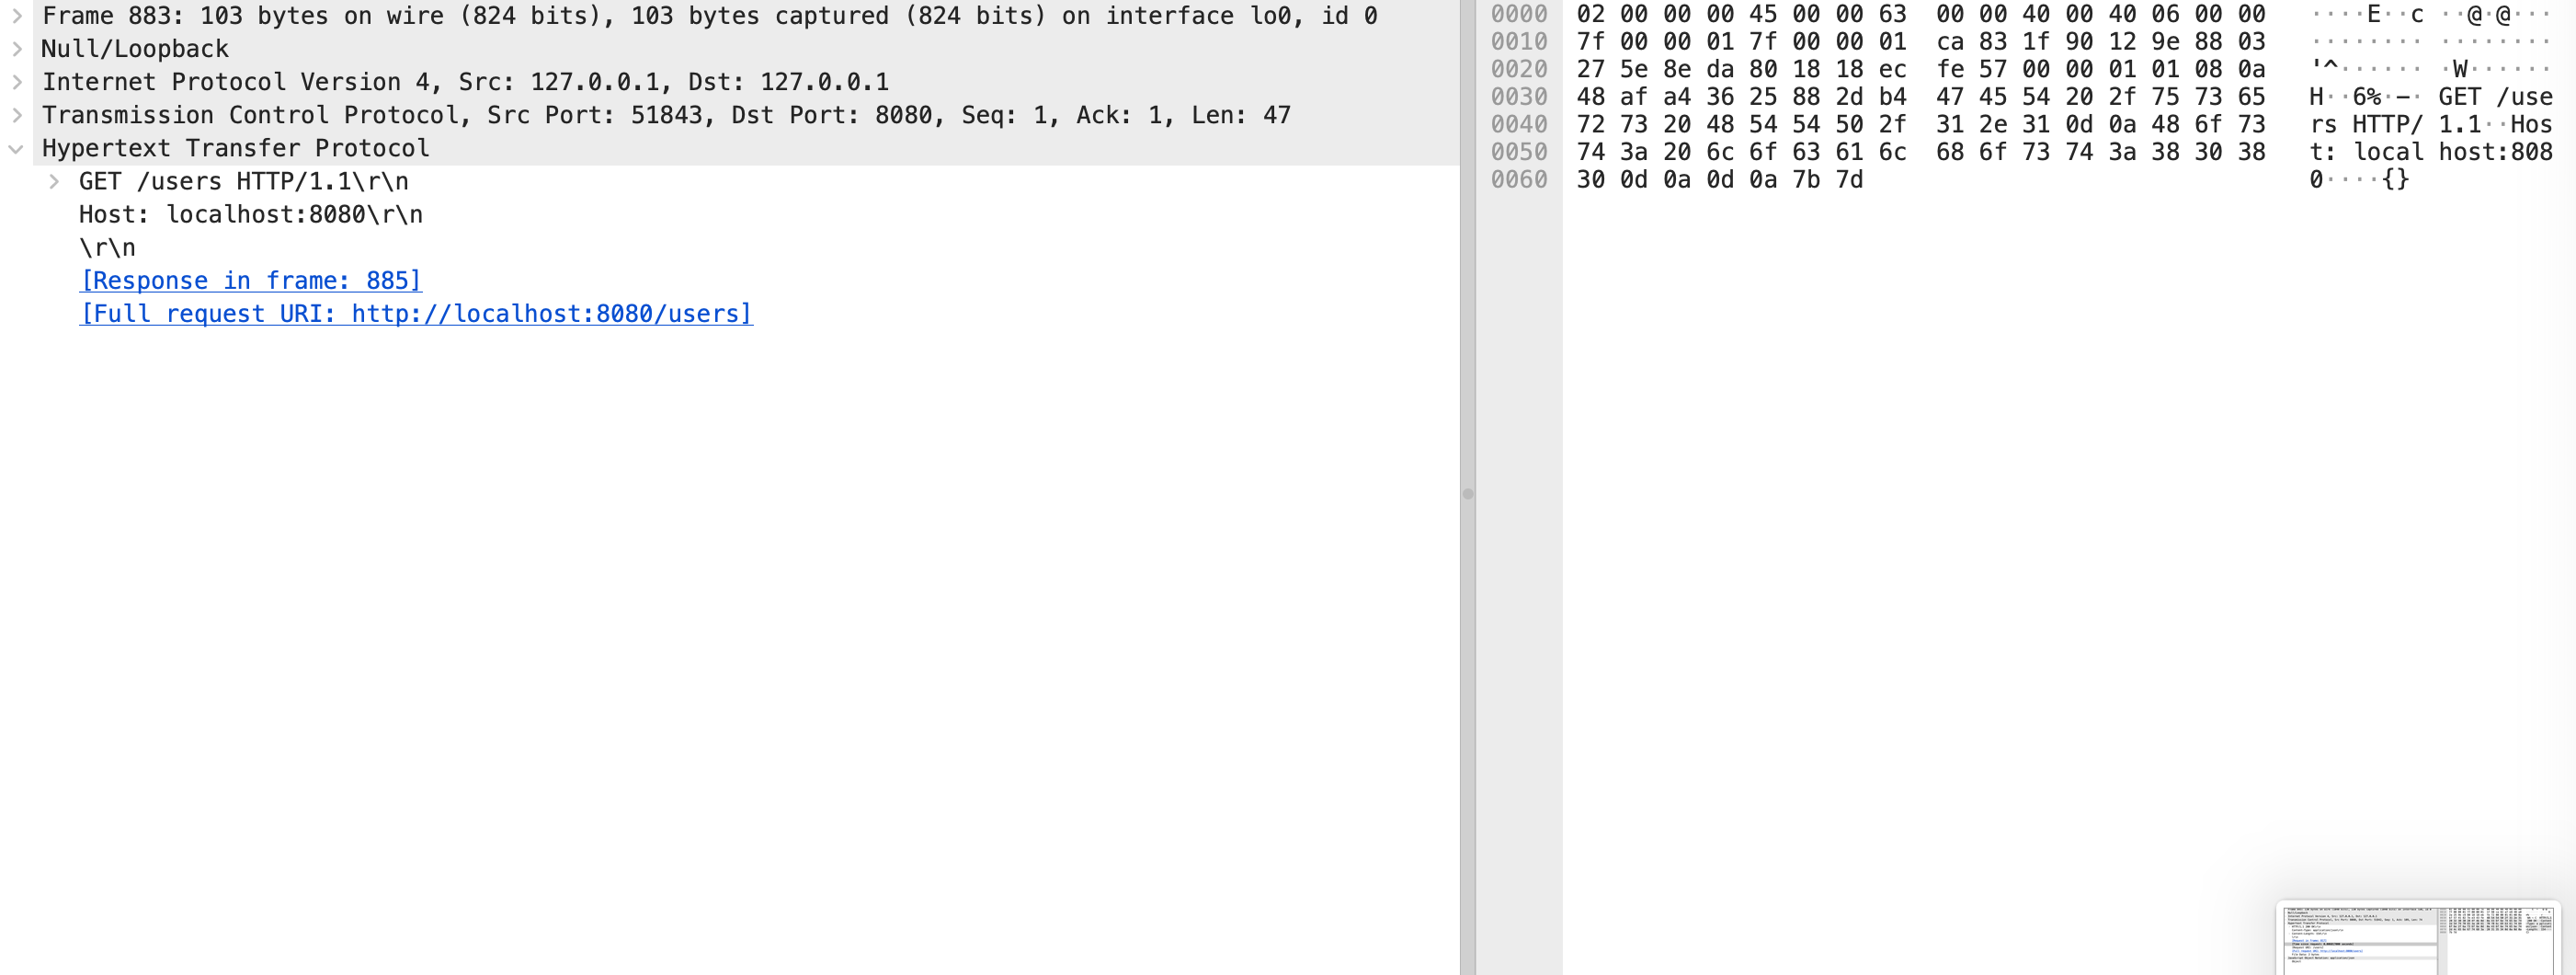 Frame 883: 103 bytes on wire (824 bits), 103 bytes captured (824 bits) on interface lo0, id 0
Null/Loopback
Internet Protocol Version 4, Src: 127.0.0.1, Dst: 127.0.0.1
Transmission Control Protocol, Src Port: 51843, Dst Port: 8080, Seq: 1, Ack: 1, Len: 47
Hypertext Transfer Protocol
GET /users HTTP/1.1\r\n
Host: localhost:8080\r\n
\r\n
[Response in frame: 885]
[Full request URI: http://localhost:8080/users]
0000 02 00 00 00 45 00 00 63 00 00 40 00 40 06 00 00 ····E··c ··@·@···
0010 7f 00 00 01 7f 00 00 01 ca 83 1f 90 12 9e 88 03 ········ ········
0020 27 5e 8e da 80 18 18 ec fe 57 00 00 01 01 08 0a '^······ ·W······
0030 48 af a4 36 25 88 2d b4 47 45 54 20 2f 75 73 65 H··6%·-· GET /use
0040 72 73 20 48 54 54 50 2f 31 2e 31 0d 0a 48 6f 73 rs HTTP/ 1.1··Hos
0050 74 3a 20 6c 6f 63 61 6c 68 6f 73 74 3a 38 30 38 t: local host:808
0060 30 0d 0a 0d 0a 7b 7d 0····{}